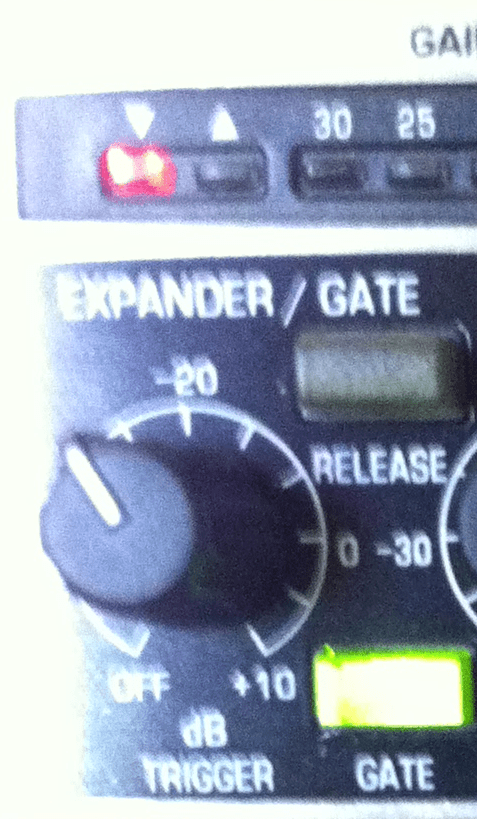 GAI
▼ ▲ 30 25
EXPANDER / GATE
-20
RELEASE
0 -30
OFF +10
dB
TRIGGER GATE